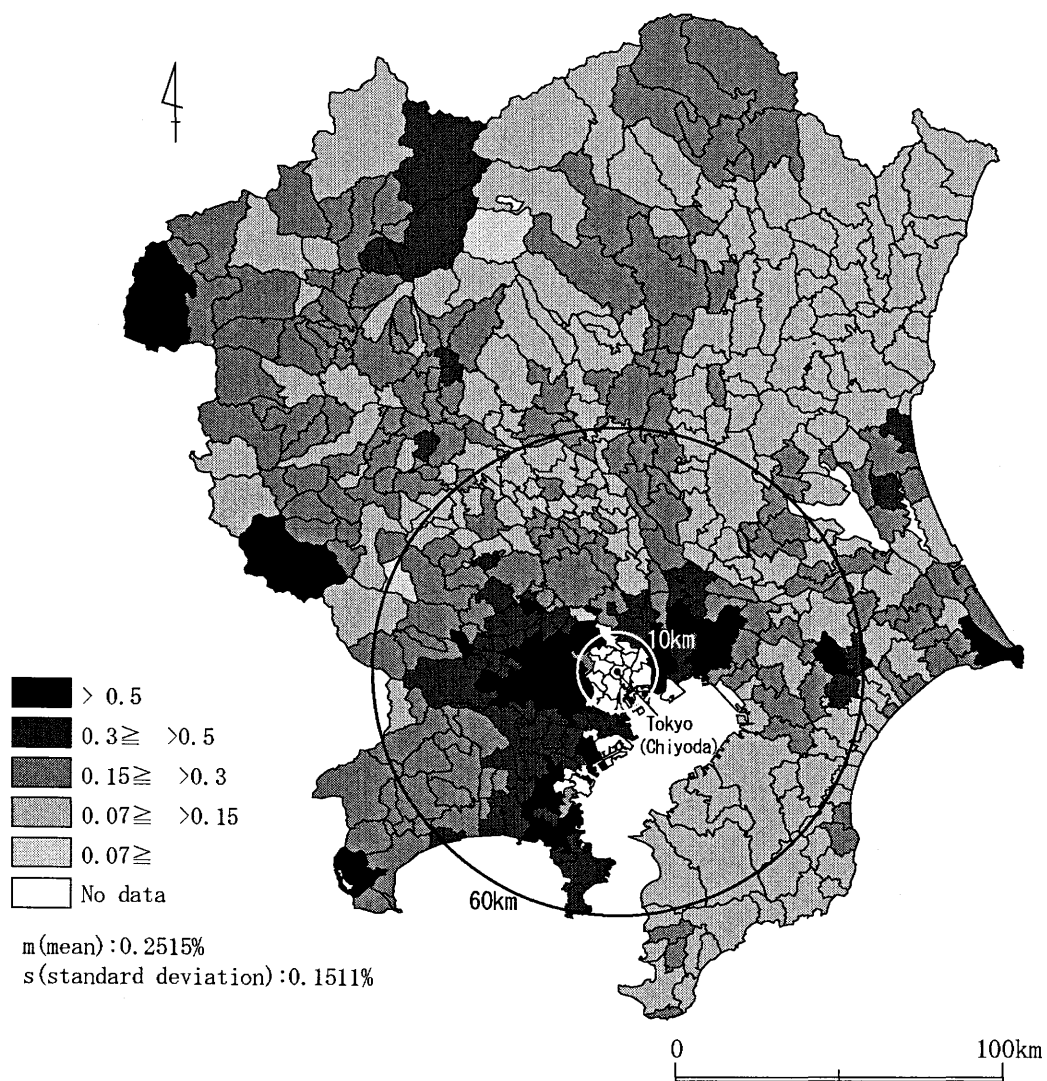 10km
Tokyo
(Chiyoda)
60km
> 0.5
0.3≧ >0.5
0.15≧ >0.3
0.07≧ >0.15
0.07≧
No data
m(mean):0.2515%
s(standard deviation):0.1511%
0 100km